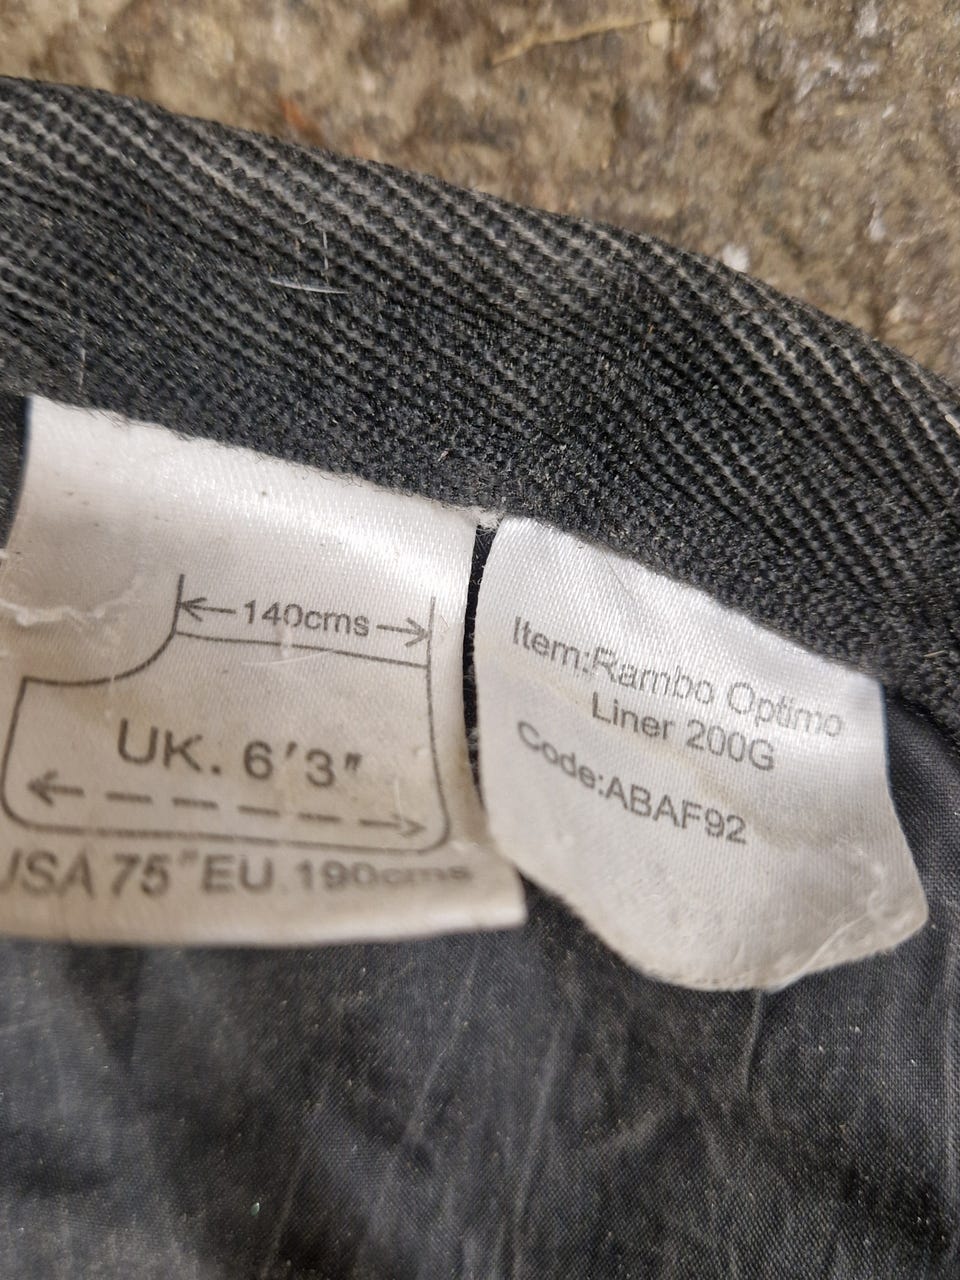 140cms
UK. 6'3"
USA 75" EU 190cms
Item:Rambo Optimo
Liner 200G
Code:ABAF92